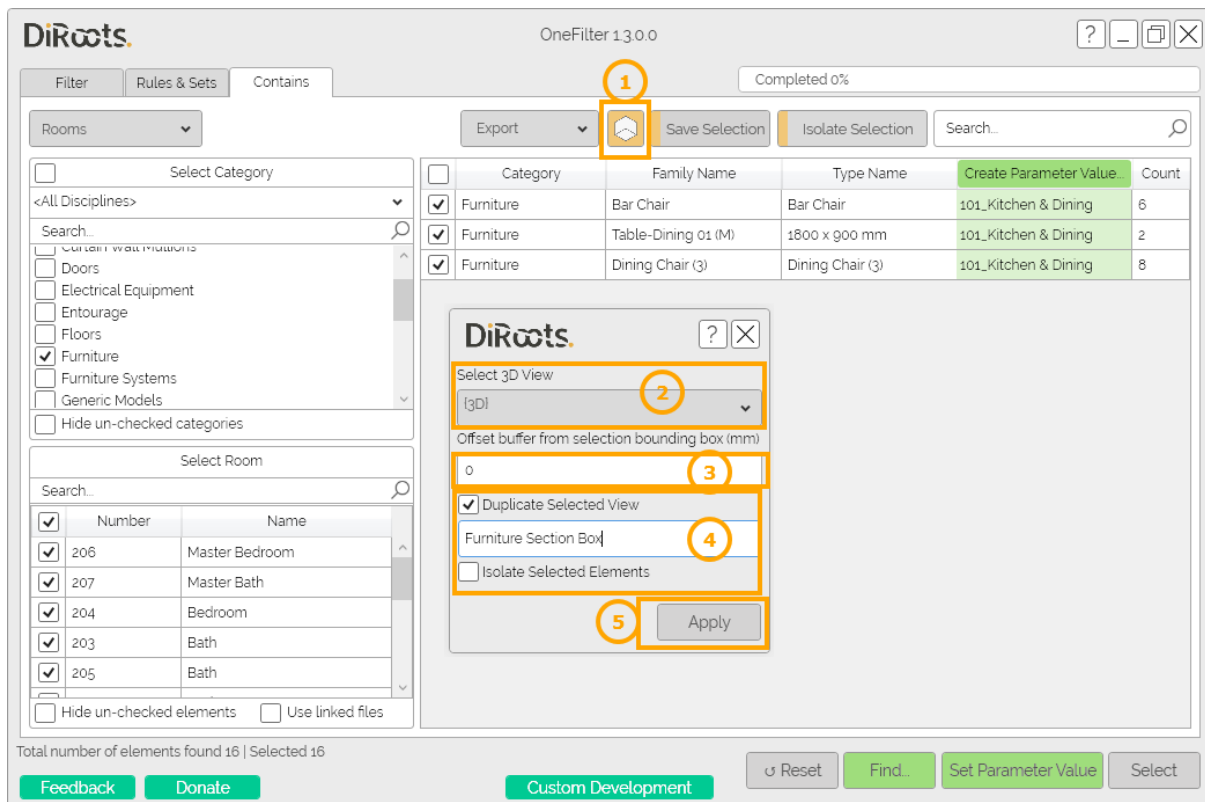 DiRoots.
OneFilter 1.3.0.0
?
Filter
Rules & Sets
Contains
1
Completed 0%
Rooms
Export
Save Selection
Isolate Selection
Search...
Select Category
<All Disciplines>
Search...
Curtain Wall Mullions
Doors
Electrical Equipment
Entourage
Floors
Furniture
Furniture Systems
Generic Models
Hide un-checked categories
Category Family Name Type Name Create Parameter Value... Count
Furniture Bar Chair Bar Chair 101_Kitchen & Dining 6
Furniture Table-Dining 01 (M) 1800 x 900 mm 101_Kitchen & Dining 2
Furniture Dining Chair (3) Dining Chair (3) 101_Kitchen & Dining 8
Select Room
Search...
Number Name
206 Master Bedroom
207 Master Bath
204 Bedroom
203 Bath
205 Bath
Hide un-checked elements
Use linked files
DiRoots.
?
Select 3D View
2
{3D}
Offset buffer from selection bounding box (mm)
0
3
Duplicate Selected View
Furniture Section Box
4
Isolate Selected Elements
5
Apply
Total number of elements found 16 | Selected 16
Feedback
Donate
Custom Development
↺ Reset
Find...
Set Parameter Value
Select